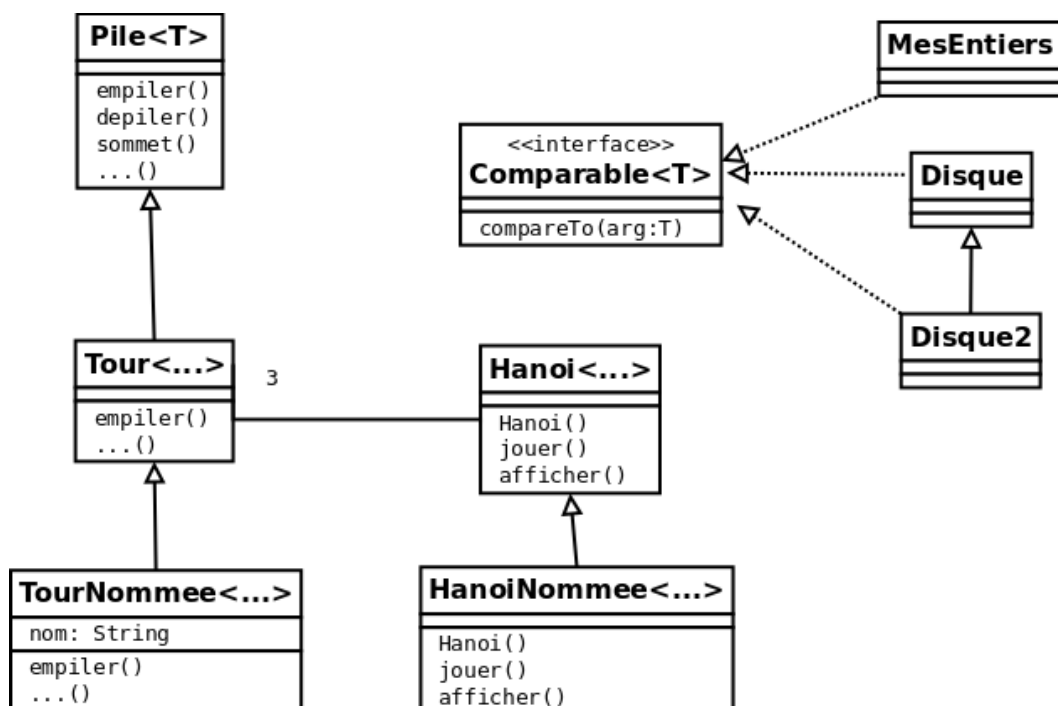 Pile<T>
empiler()
depiler()
sommet()
...()
MesEntiers
<<interface>>
Comparable<T>
compareTo(arg:T)
Disque
Disque2
Tour<...>
empiler()
...()
3
Hanoi<...>
Hanoi()
jouer()
afficher()
TourNommee<...>
nom: String
empiler()
...()
HanoiNommee<...>
Hanoi()
jouer()
afficher()